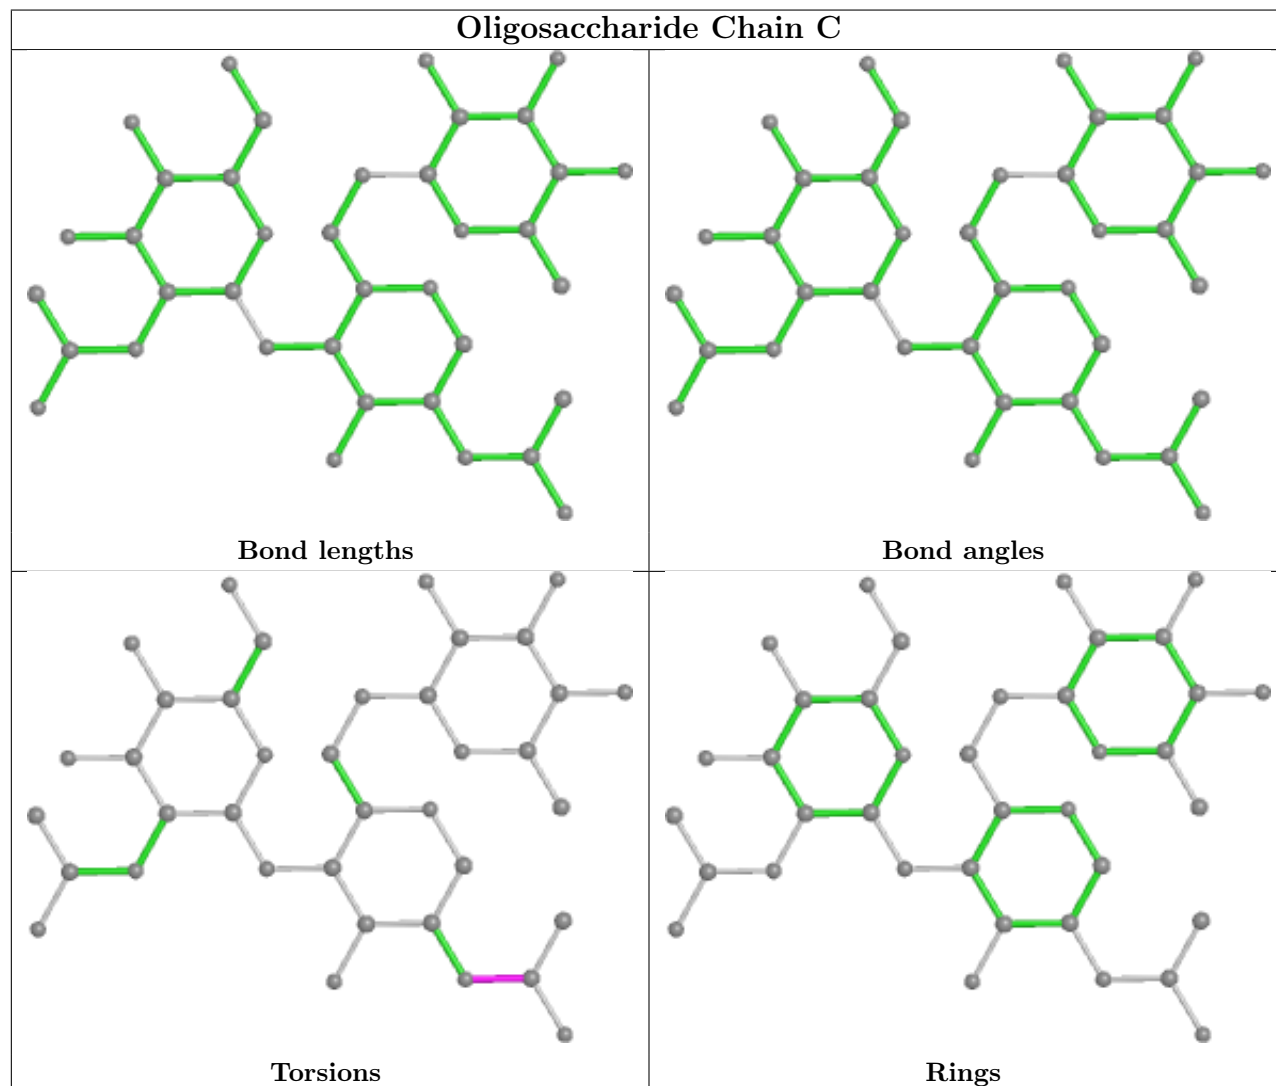 Oligosaccharide Chain C
Bond lengths
Bond angles
Torsions
Rings